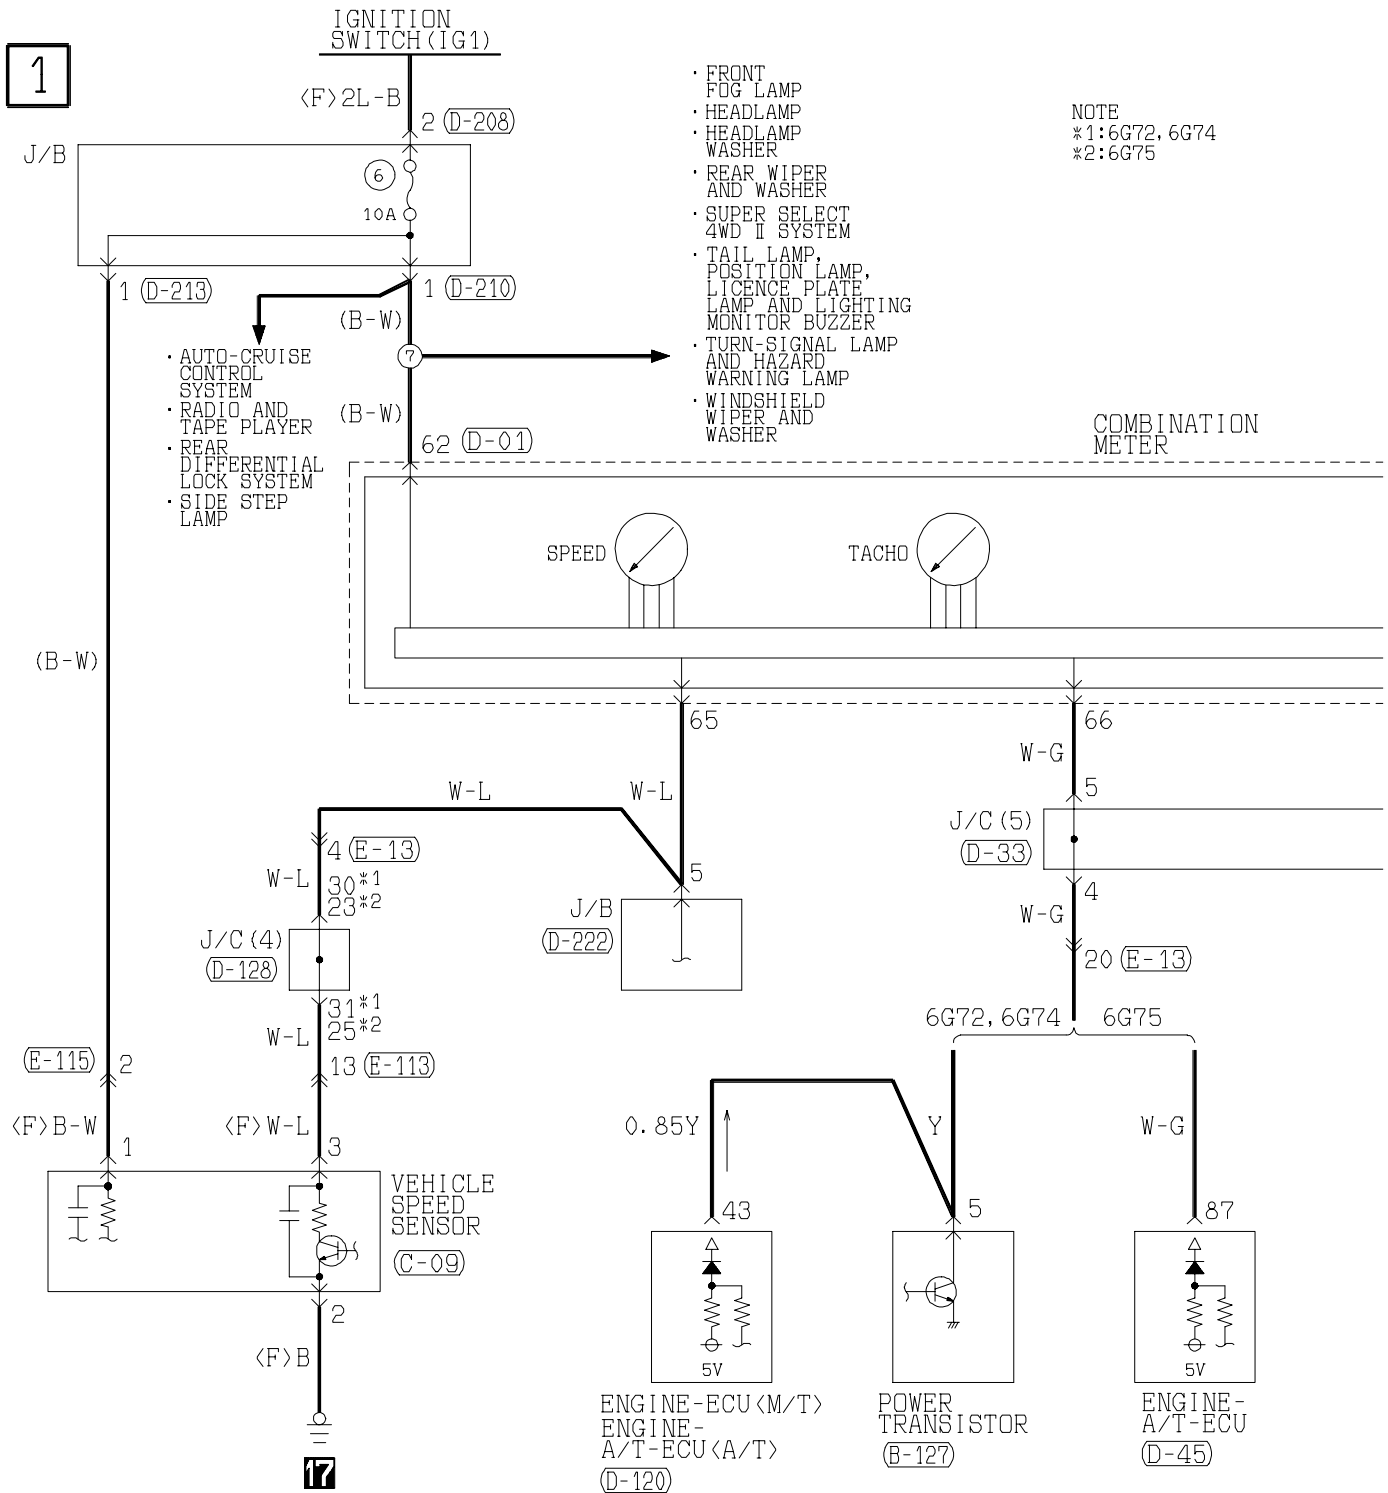 IGNITION
SWITCH(IG1)
1
<F>2L-B
2 (D-208)
J/B
6
10A
1 (D-213)
1 (D-210)
(B-W)
7
· AUTO-CRUISE
CONTROL
SYSTEM
· RADIO AND
TAPE PLAYER
· REAR
DIFFERENTIAL
LOCK SYSTEM
· SIDE STEP
LAMP
(B-W)
62 (D-01)
· FRONT
FOG LAMP
· HEADLAMP
· HEADLAMP
WASHER
· REAR WIPER
AND WASHER
· SUPER SELECT
4WD Ⅱ SYSTEM
· TAIL LAMP,
POSITION LAMP,
LICENCE PLATE
LAMP AND LIGHTING
MONITOR BUZZER
· TURN-SIGNAL LAMP
AND HAZARD
WARNING LAMP
· WINDSHIELD
WIPER AND
WASHER
NOTE
*1:6G72,6G74
*2:6G75
COMBINATION
METER
SPEED
TACHO
(B-W)
65
66
W-G
W-L
W-L
5
J/C(5)
(D-33)
4 (E-13)
W-L
30*1
23*2
5
J/B
(D-222)
4
W-G
J/C(4)
(D-128)
20 (E-13)
31*1
25*2
W-L
6G72,6G74
6G75
(E-115) 2
13 (E-113)
<F>B-W
<F>W-L
0.85Y
Y
W-G
1
3
VEHICLE
SPEED
SENSOR
(C-09)
43
5
87
2
<F>B
5V
5V
17
ENGINE-ECU<M/T>
ENGINE-
A/T-ECU<A/T>
(D-120)
POWER
TRANSISTOR
(B-127)
ENGINE-
A/T-ECU
(D-45)